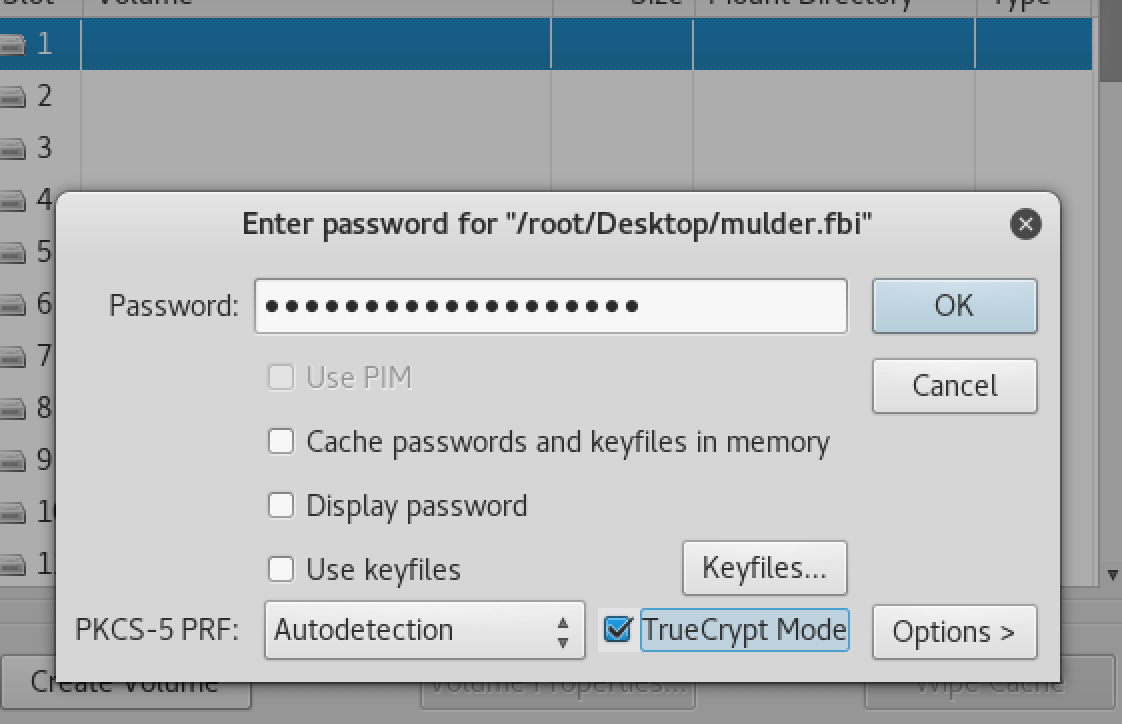 Slot Volume Size Mount Directory Type
1
2
3
4
5
6
7
8
9
Enter password for "/root/Desktop/mulder.fbi"
Password:
OK
Use PIM
Cancel
Cache passwords and keyfiles in memory
Display password
Use keyfiles
Keyfiles...
PKCS-5 PRF:
Autodetection
TrueCrypt Mode
Options >
Create Volume
Volume Properties...
Wipe Cache